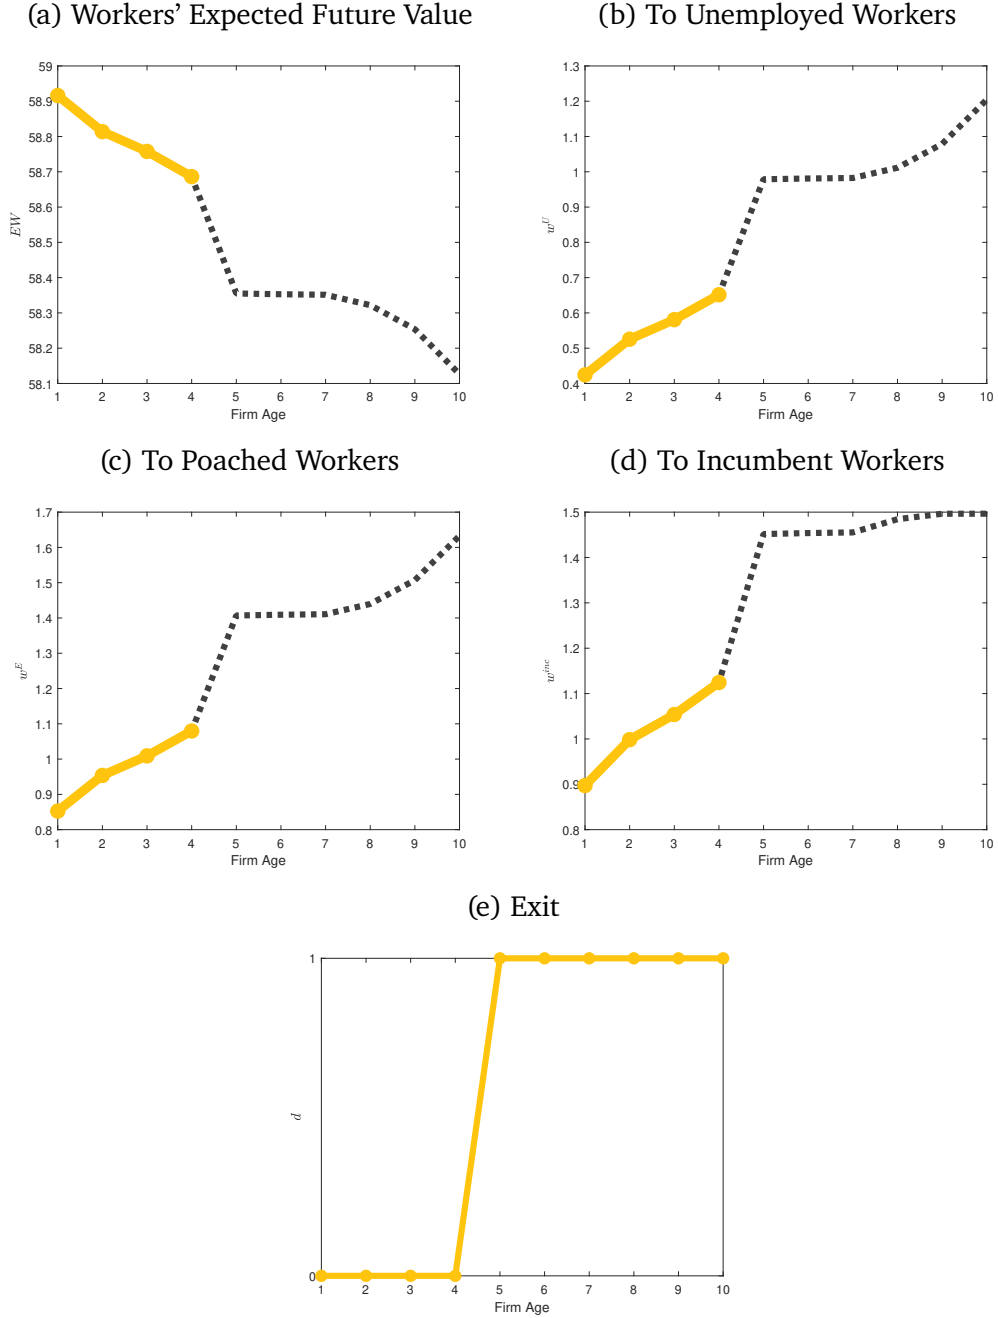 (a) Workers’ Expected Future Value
(b) To Unemployed Workers
59
58.9
58.8
58.7
58.6
58.5
58.4
58.3
58.2
58.1
EW
1 2 3 4 5 6 7 8 9 10
Firm Age
1.3
1.2
1.1
1
0.9
0.8
0.7
0.6
0.5
0.4
w^U
1 2 3 4 5 6 7 8 9 10
Firm Age
(c) To Poached Workers
(d) To Incumbent Workers
1.7
1.6
1.5
1.4
1.3
1.2
1.1
1
0.9
0.8
w^E
1 2 3 4 5 6 7 8 9 10
Firm Age
1.5
1.4
1.3
1.2
1.1
1
0.9
0.8
w^inc
1 2 3 4 5 6 7 8 9 10
Firm Age
(e) Exit
1
0
d
1 2 3 4 5 6 7 8 9 10
Firm Age